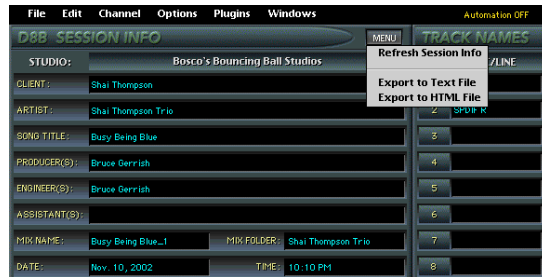 File Edit Channel Options Plugins Windows Automation OFF
D8B SESSION INFO MENU TRACK NAMES
Refresh Session Info
STUDIO: Bosco's Bouncing Ball Studios /LINE
Export to Text File
CLIENT: Shai Thompson
Export to HTML File
ARTIST: Shai Thompson Trio 2 SPDIF R
SONG TITLE: Busy Being Blue 3
PRODUCER(S): Bruce Gerrish 4
ENGINEER(S): Bruce Gerrish 5
ASSISTANT(S): 6
MIX NAME: Busy Being Blue_1 MIX FOLDER: Shai Thompson Trio 7
DATE: Nov. 10, 2002 TIME: 10:10 PM 8